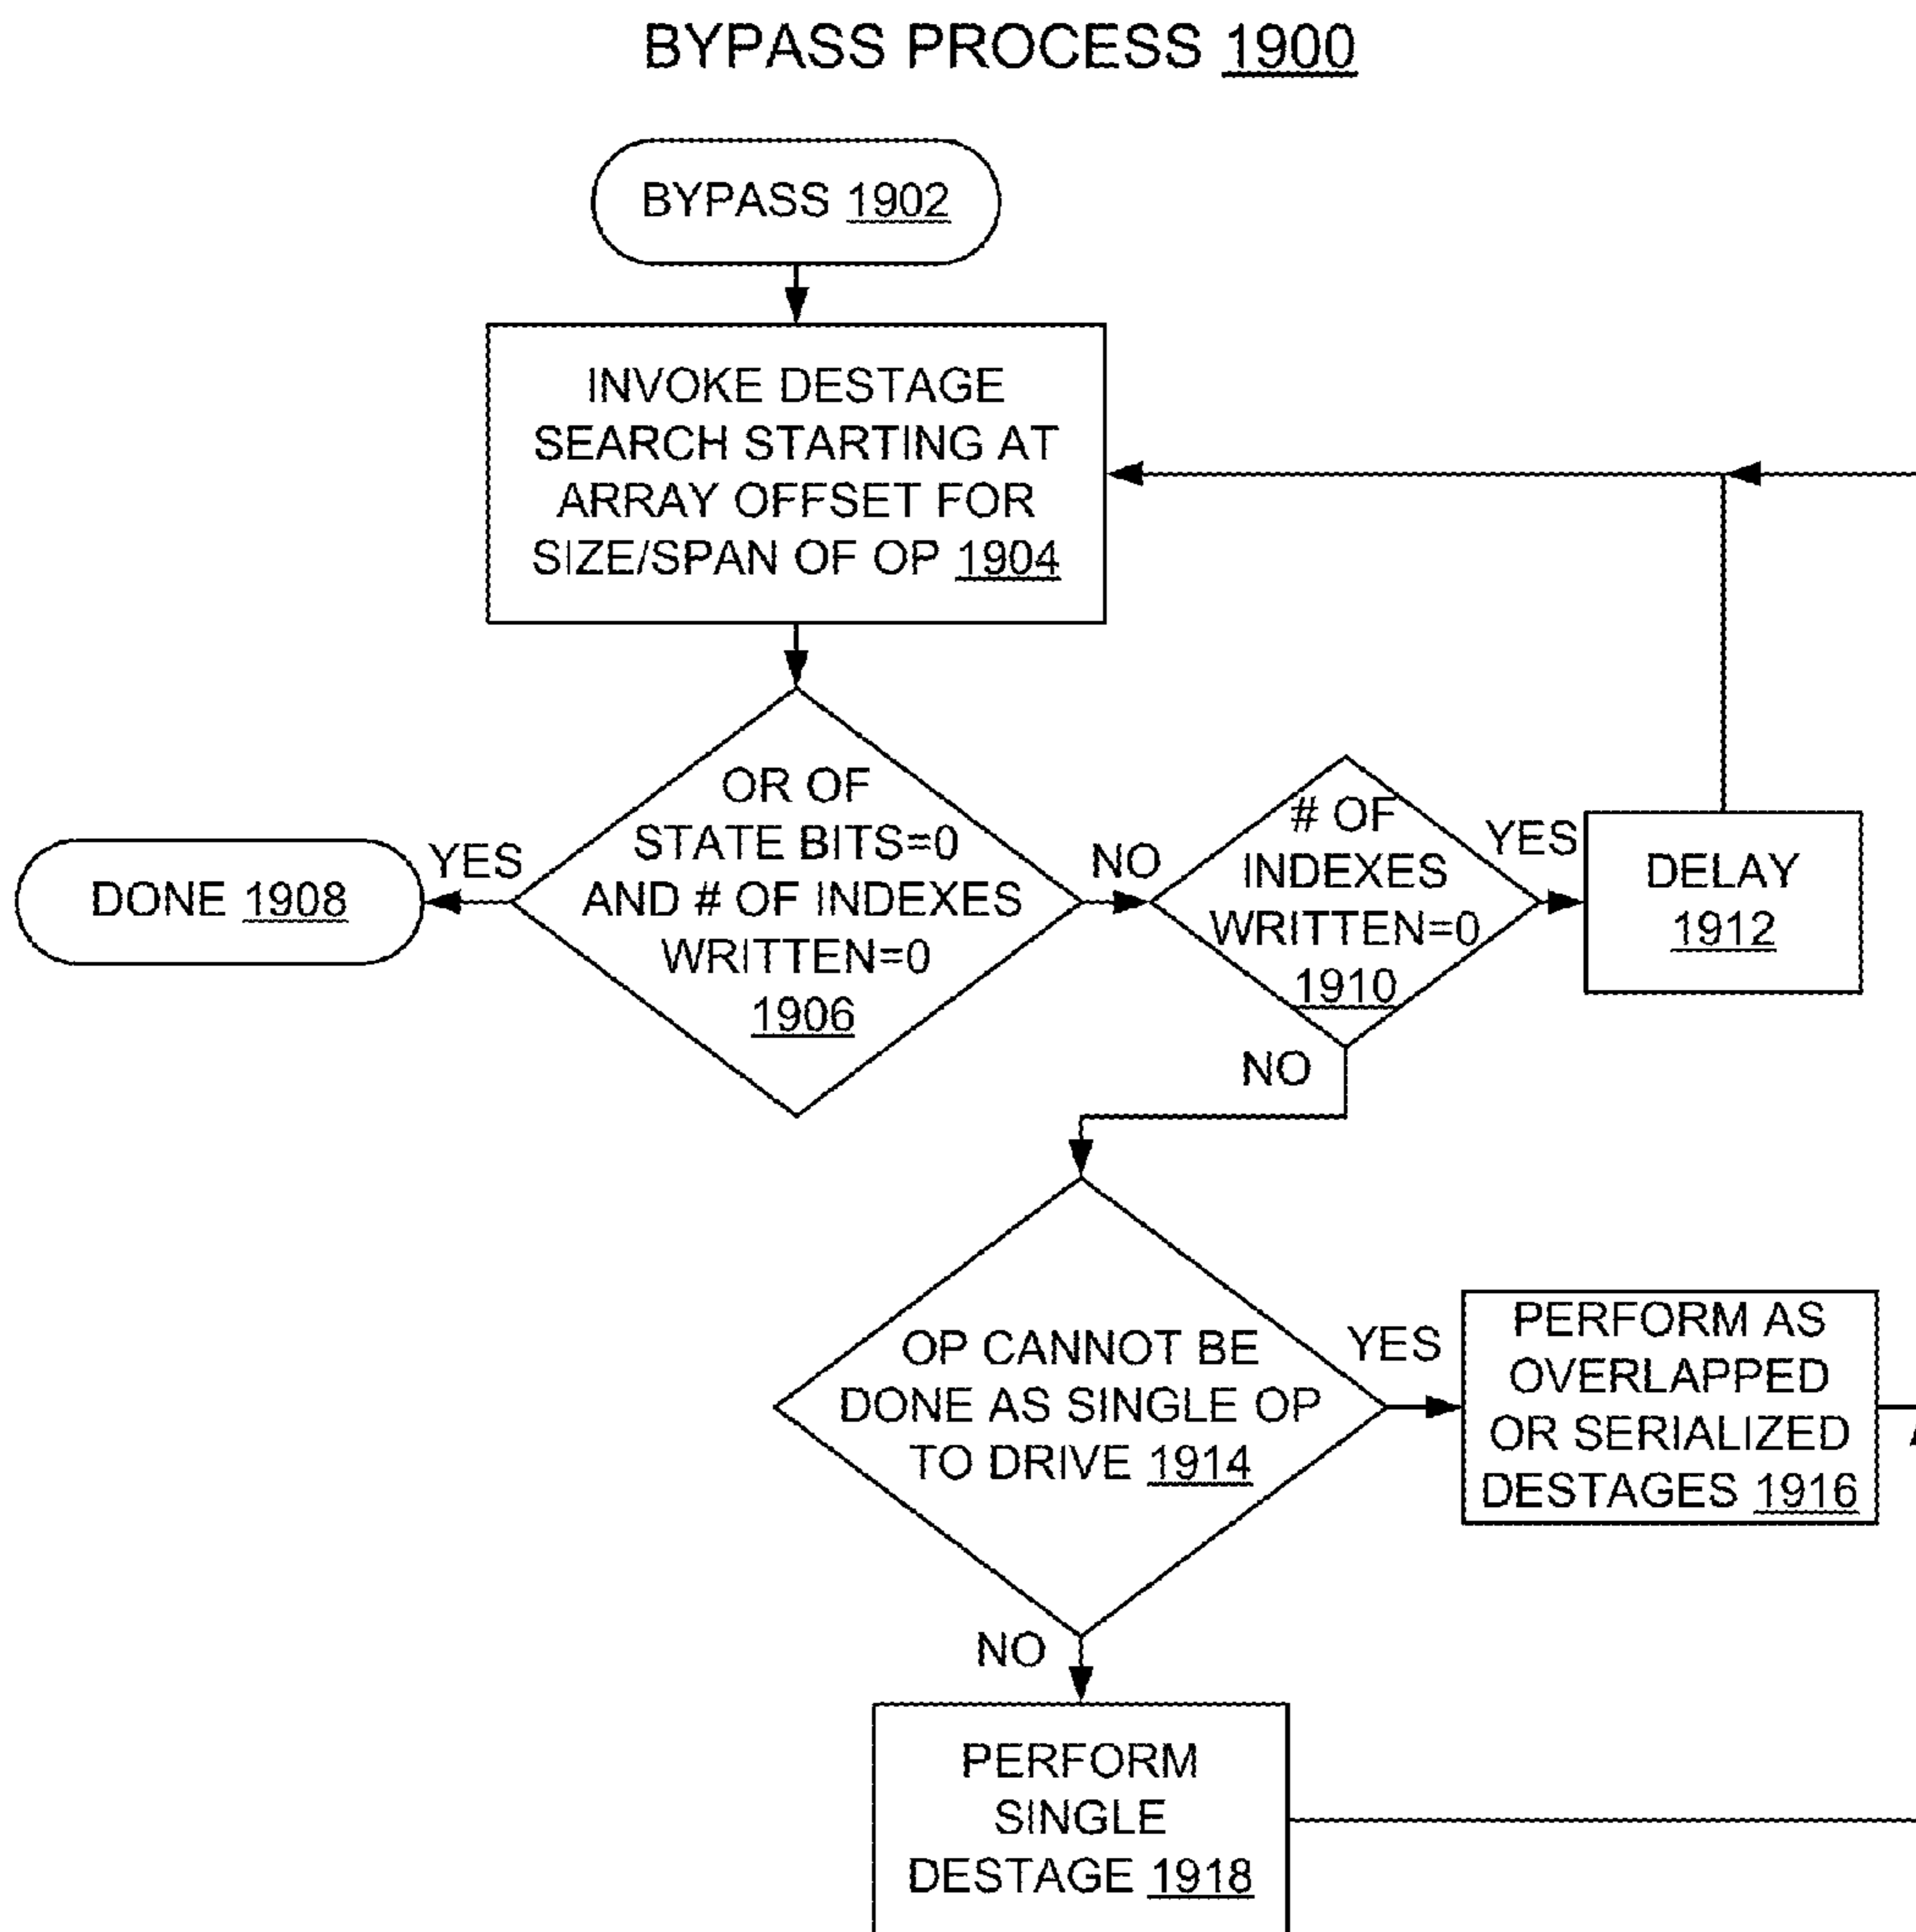 BYPASS PROCESS 1900
BYPASS 1902
INVOKE DESTAGE
SEARCH STARTING AT
ARRAY OFFSET FOR
SIZE/SPAN OF OP 1904
OR OF
STATE BITS=0
AND # OF INDEXES
WRITTEN=0
1906
YES
DONE 1908
NO
# OF
INDEXES
WRITTEN=0
1910
YES
DELAY
1912
NO
OP CANNOT BE
DONE AS SINGLE OP
TO DRIVE 1914
YES
PERFORM AS
OVERLAPPED
OR SERIALIZED
DESTAGES 1916
NO
PERFORM
SINGLE
DESTAGE 1918